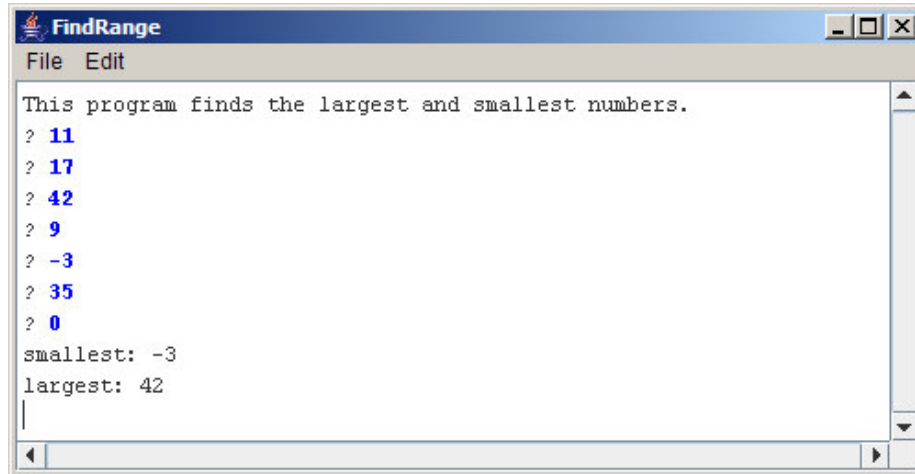 FindRange
File Edit
This program finds the largest and smallest numbers.
? 11
? 17
? 42
? 9
? -3
? 35
? 0
smallest: -3
largest: 42